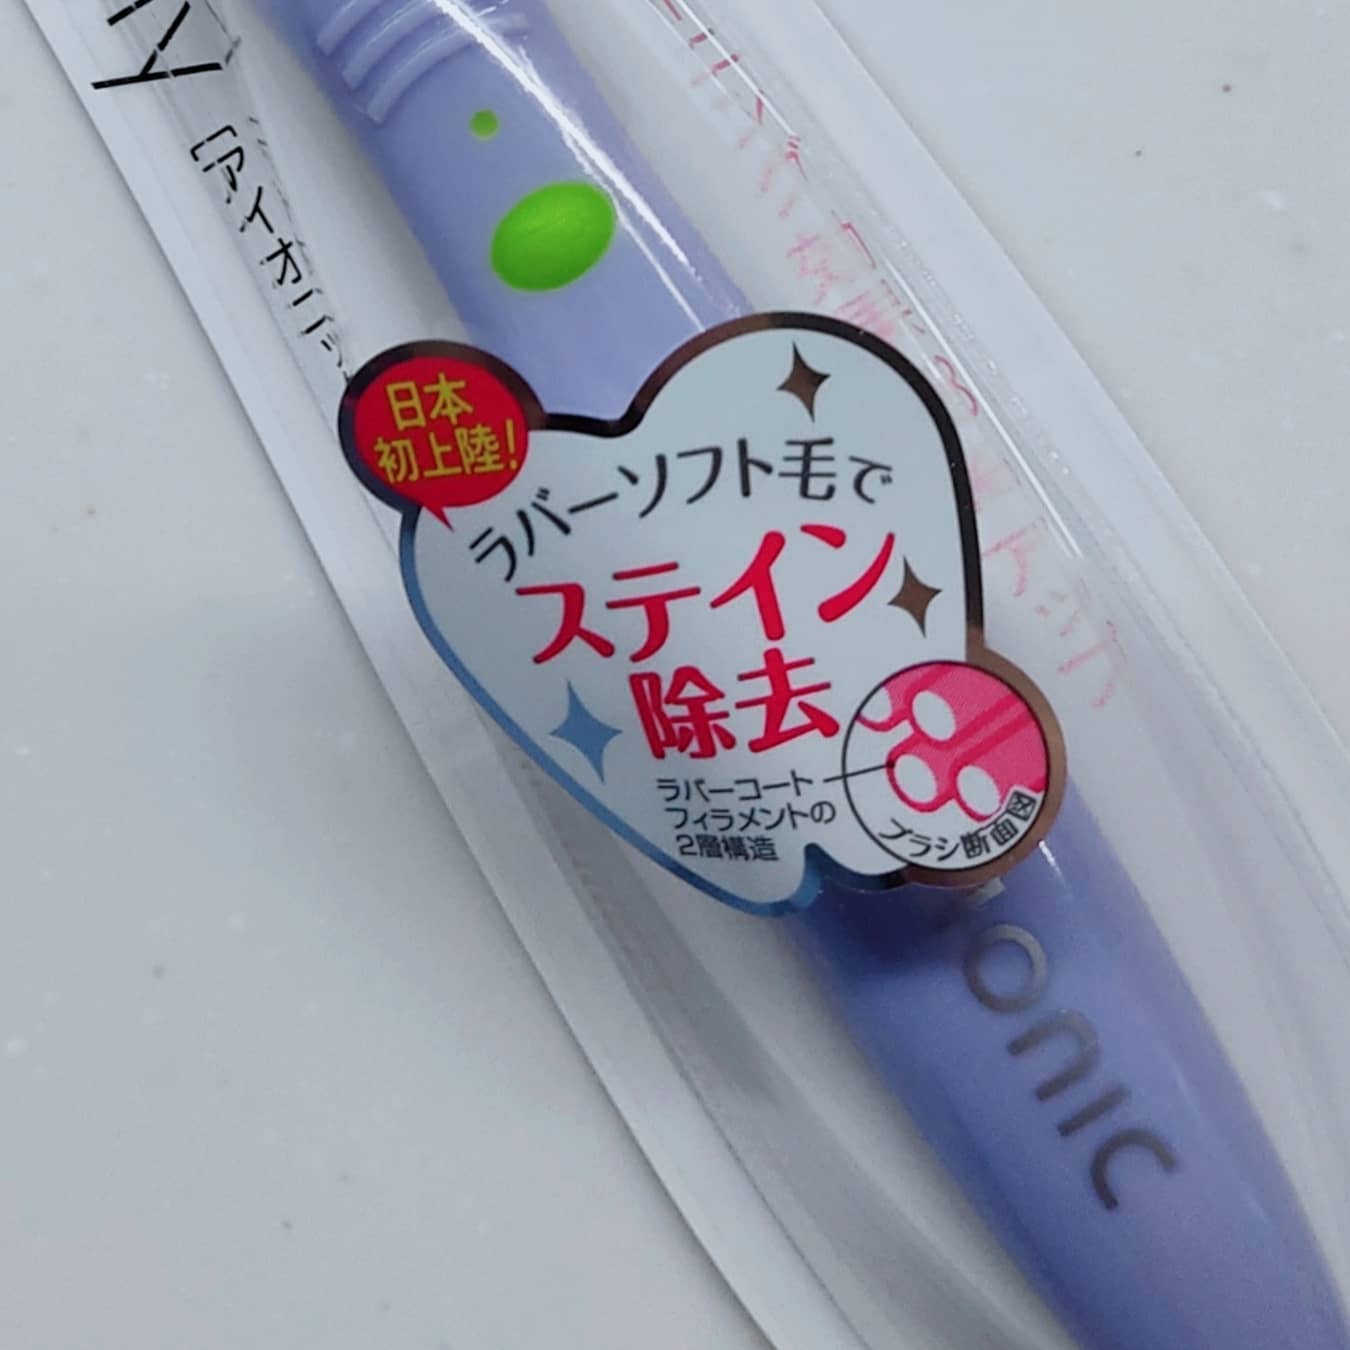 [アイオニッ
日本
初上陸!
ラバーソフト毛で
ステイン
除去
ラバーコート
フィラメントの
2層構造
ブラシ断面図
ionic